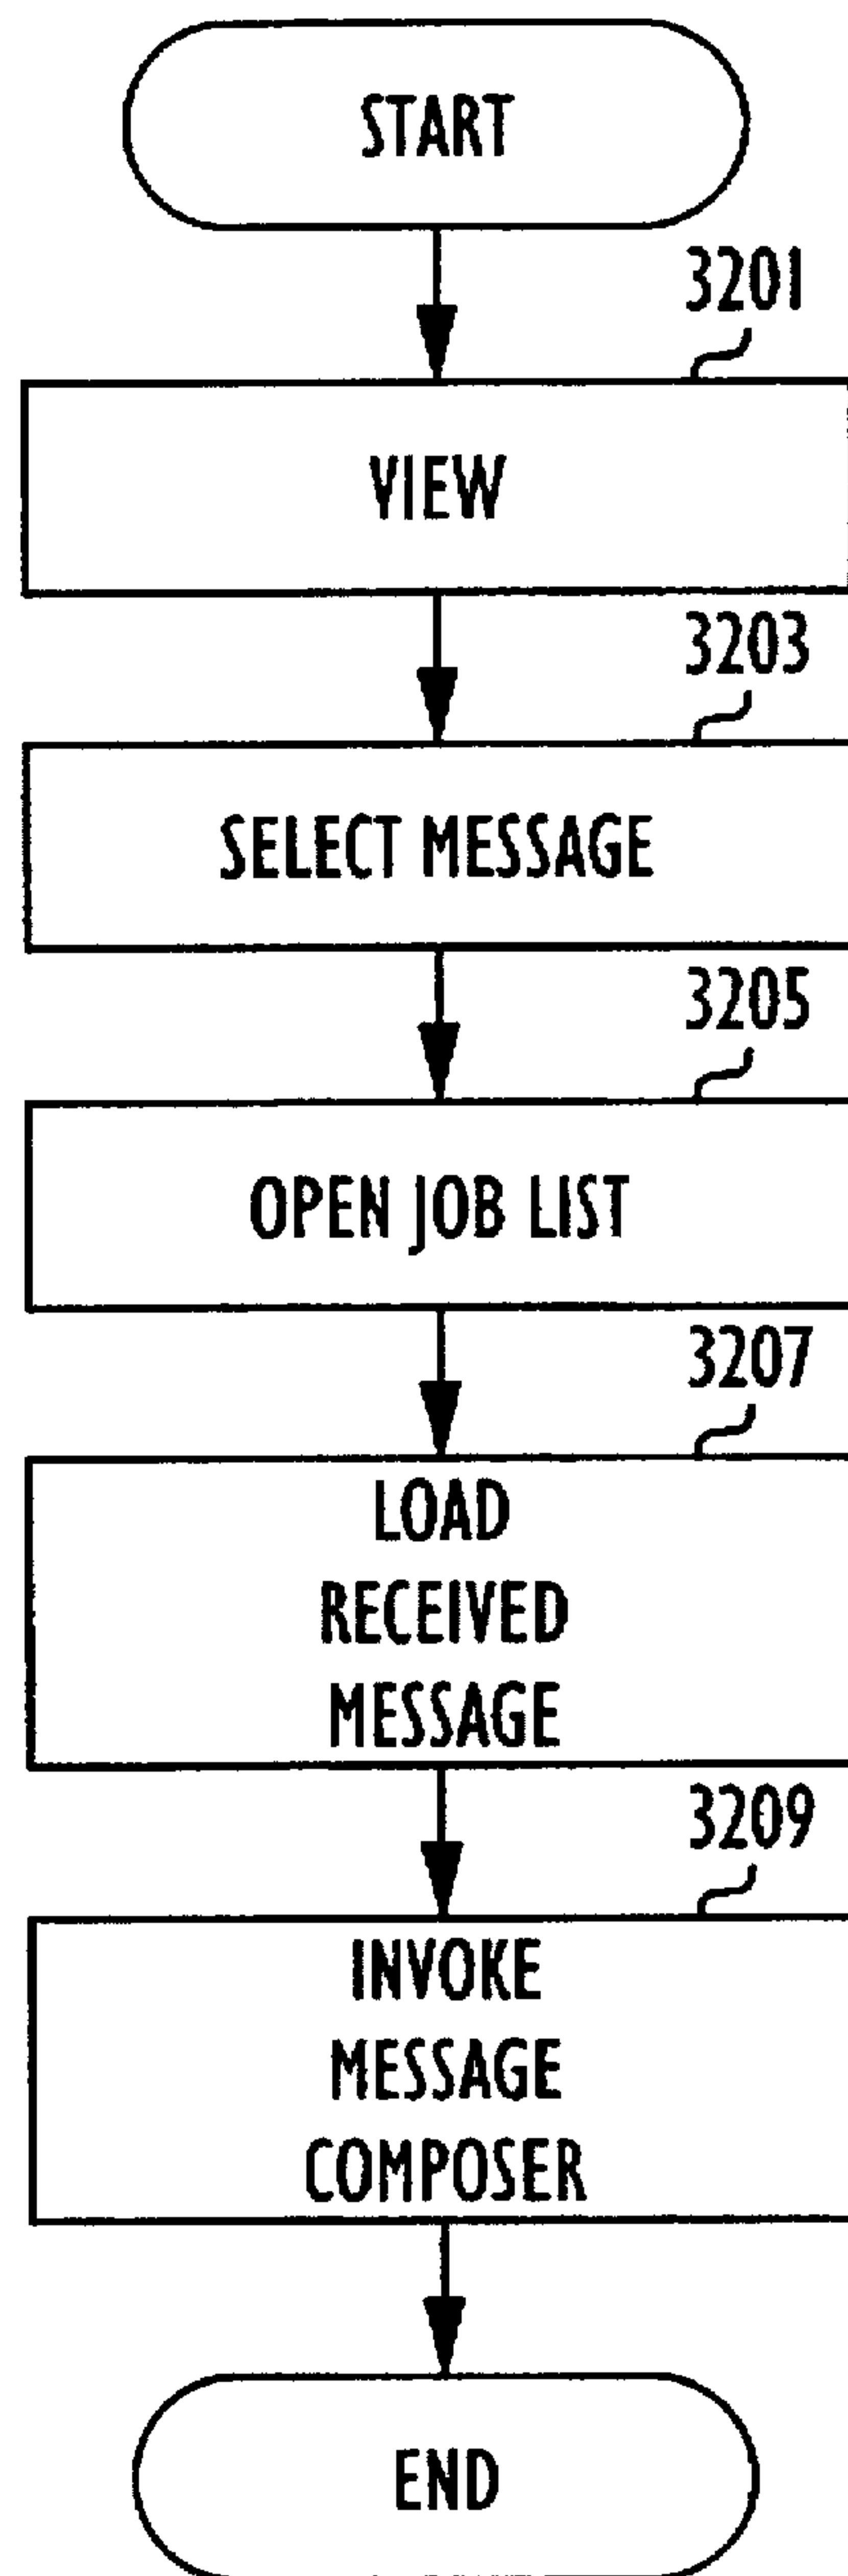 START
3201
VIEW
3203
SELECT MESSAGE
3205
OPEN JOB LIST
3207
LOAD
RECEIVED
MESSAGE
3209
INVOKE
MESSAGE
COMPOSER
END